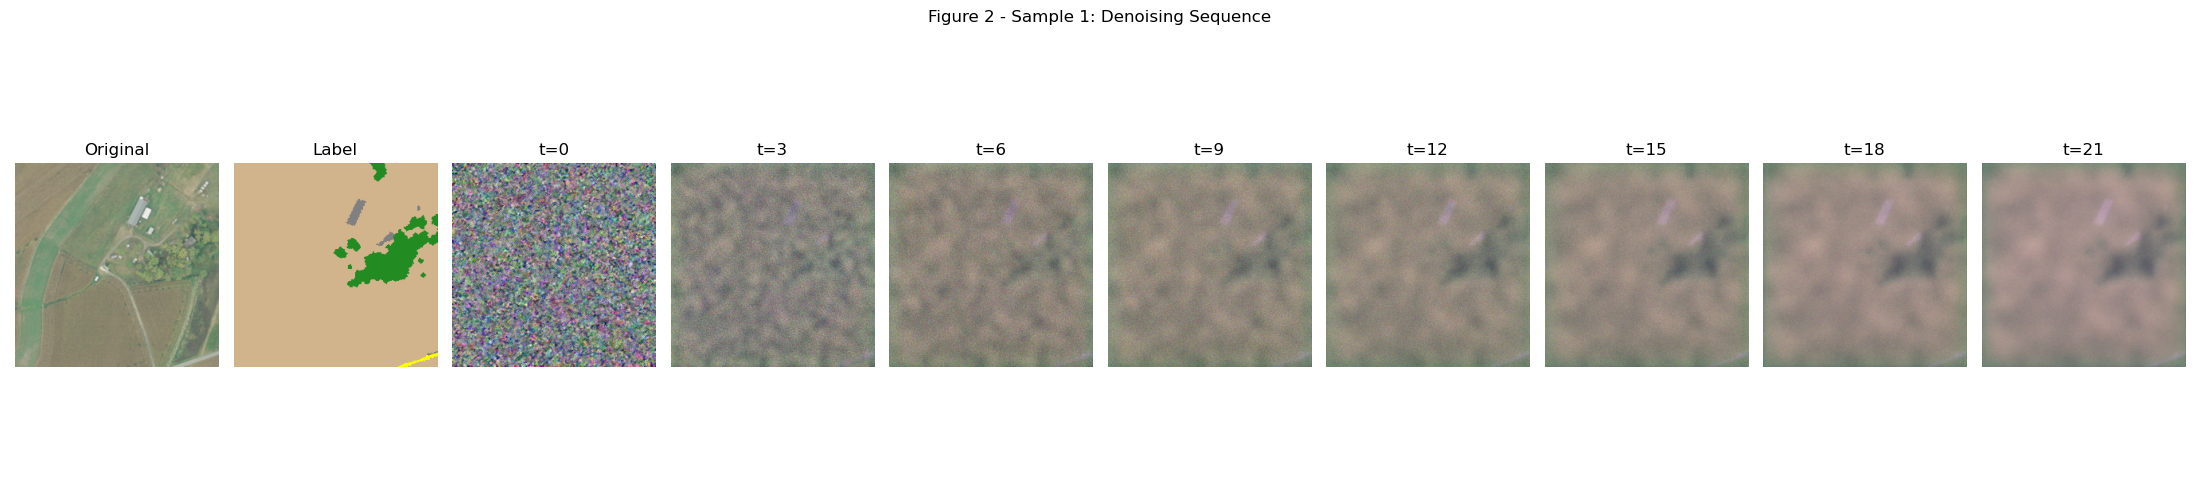 Figure 2 - Sample 1: Denoising Sequence
Original Label t=0 t=3 t=6 t=9 t=12 t=15 t=18 t=21